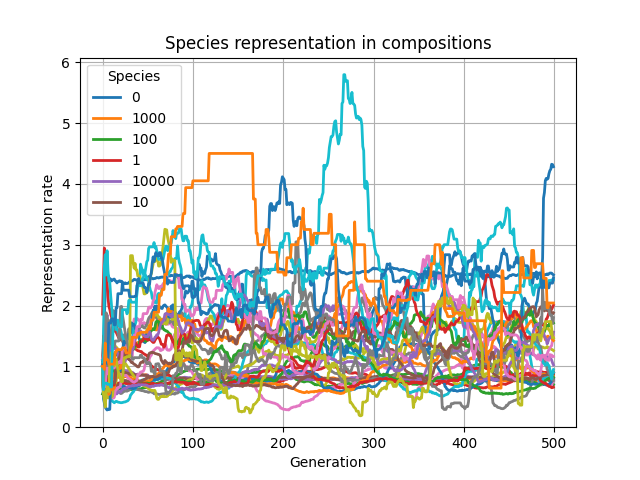 Species representation in compositions
Species
0
1000
100
1
10000
10
Representation rate
6
5
4
3
2
1
0
0 100 200 300 400 500
Generation